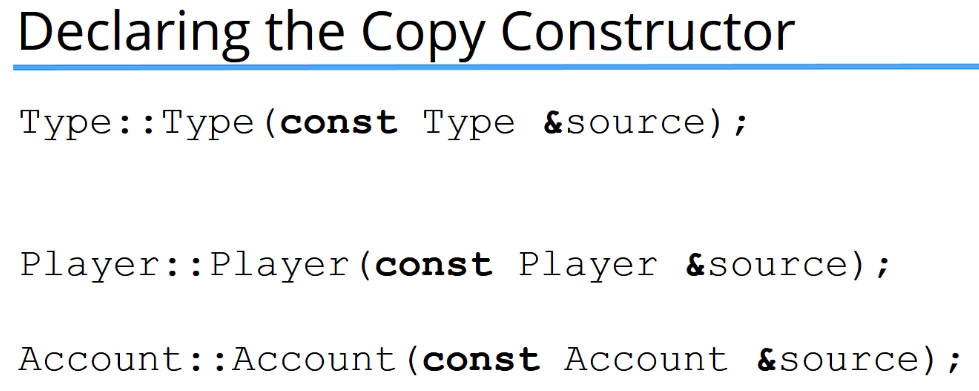 Declaring the Copy Constructor
Type::Type(const Type &source);
Player::Player(const Player &source);
Account::Account(const Account &source);